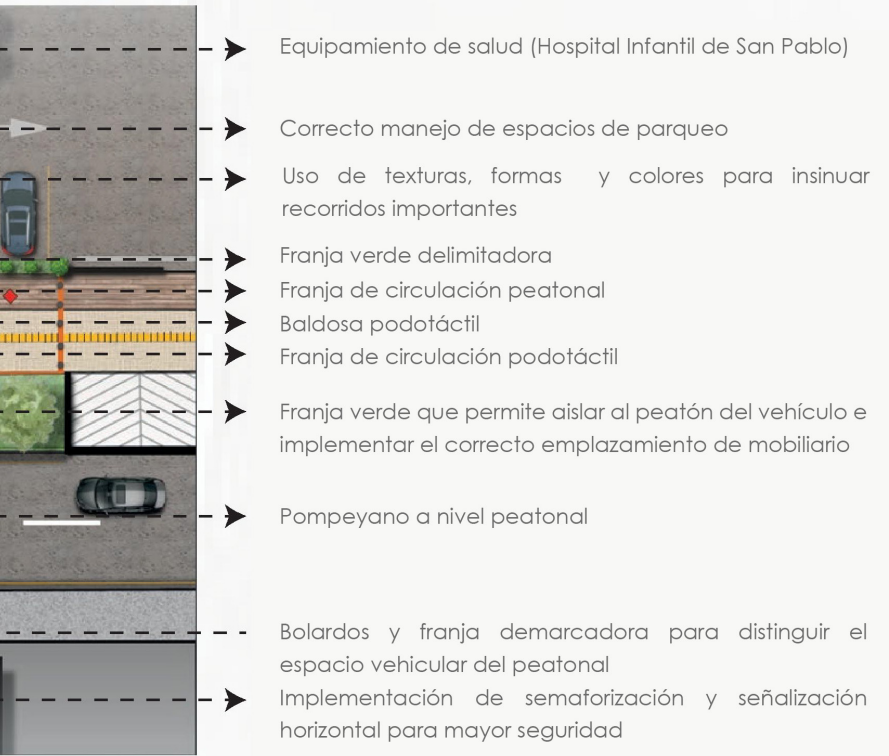 Equipamiento de salud (Hospital Infantil de San Pablo)
Correcto manejo de espacios de parqueo
Uso de texturas, formas y colores para insinuar
recorridos importantes
Franja verde delimitadora
Franja de circulación peatonal
Baldosa podotáctil
Franja de circulación podotáctil
Franja verde que permite aislar al peatón del vehículo e
implementar el correcto emplazamiento de mobiliario
Pompeyano a nivel peatonal
Bolardos y franja demarcadora para distinguir el
espacio vehicular del peatonal
Implementación de semaforización y señalización
horizontal para mayor seguridad